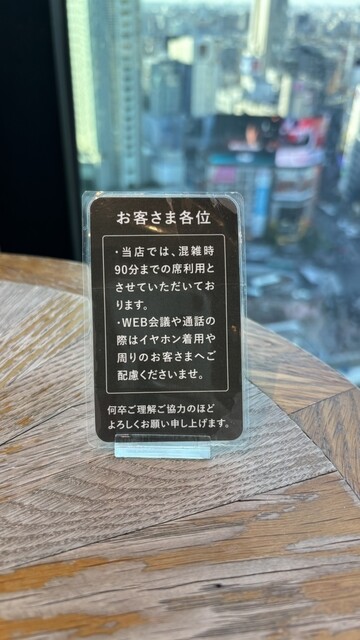 お客さま各位
・当店では、混雑時
90分までの席利用と
させていただいてお
ります。
・WEB会議や通話の
際はイヤホン着用や
周りのお客さまへご
配慮くださいませ。
何卒ご理解ご協力のほど
よろしくお願い申し上げます。